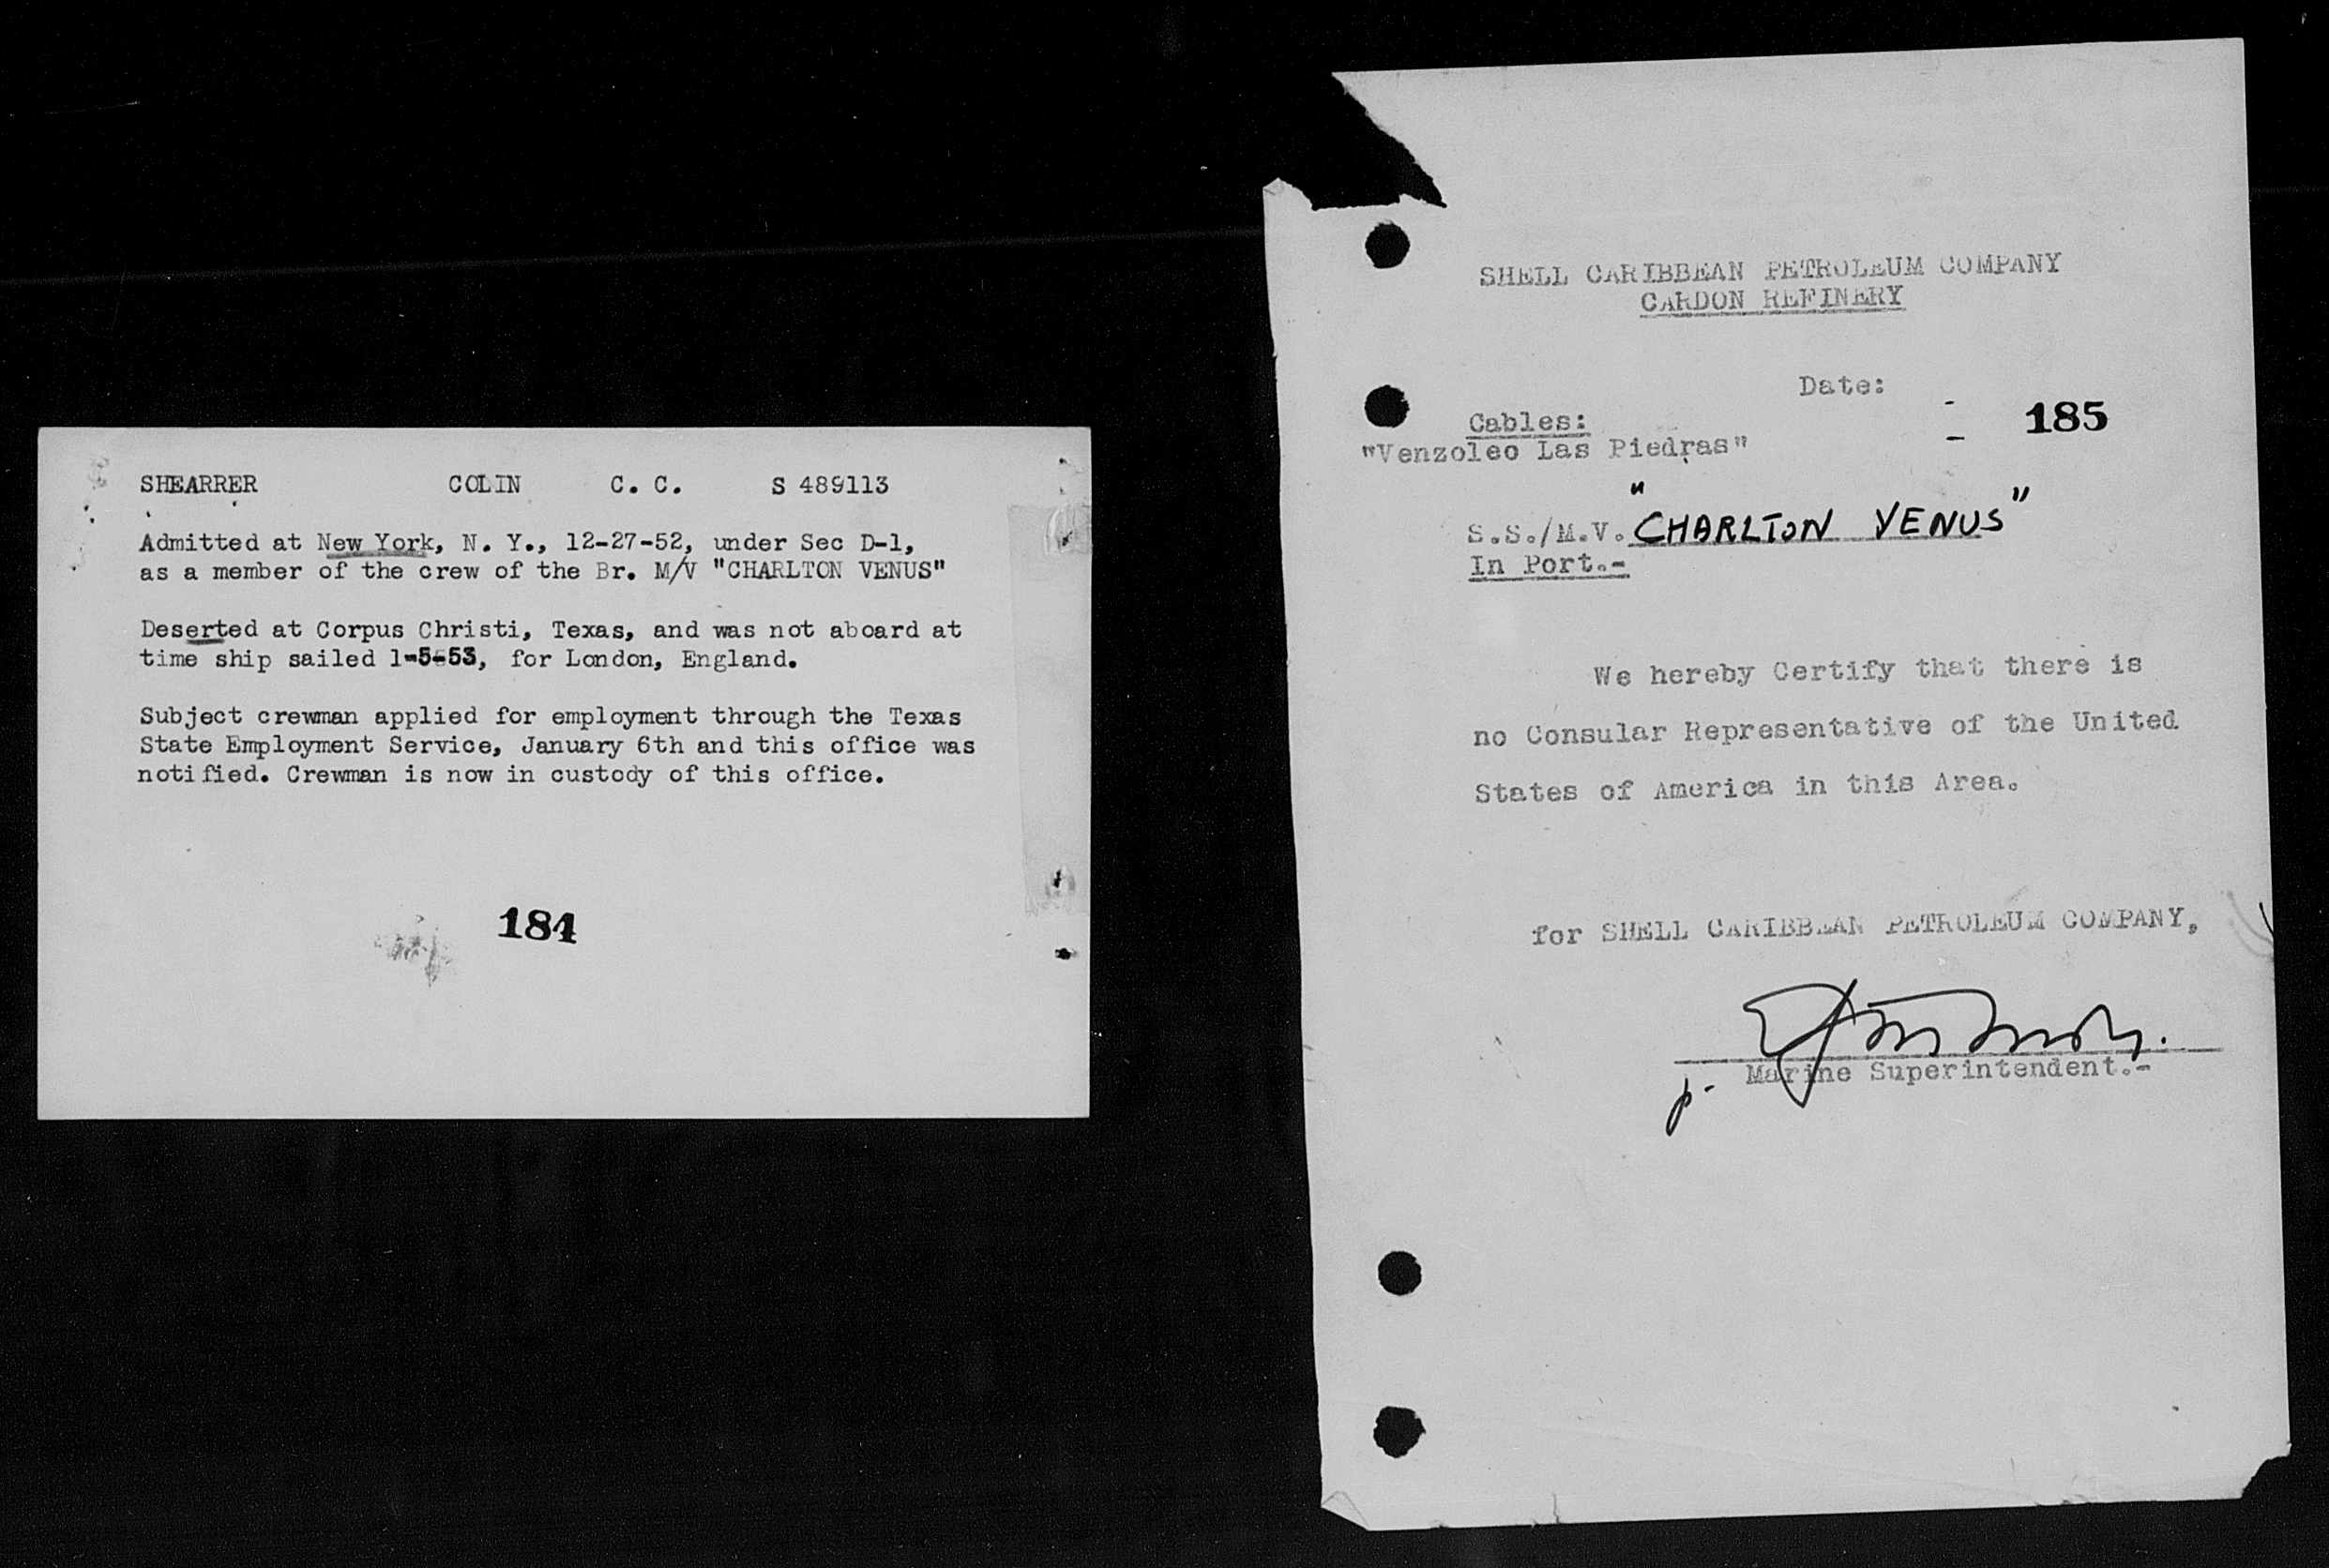 SHEARRER COLIN C. C. S 489113
Admitted at New York, N. Y., 12-27-52, under Sec D-1,
as a member of the crew of the Br. M/V "CHARLTON VENUS"
Deserted at Corpus Christi, Texas, and was not aboard at
time ship sailed 1-5-53, for London, England.
Subject crewman applied for employment through the Texas
State Employment Service, January 6th and this office was
notified. Crewman is now in custody of this office.
184
SHELL CARIBBEAN PETROLEUM COMPANY
CARDON REFINERY
Date:
185
Cables:
"Venzoleo Las Piedras"
S.S./M.V. "CHARLTON VENUS"
In Port.-
We hereby Certify that there is
no Consular Representative of the United
States of America in this Area.
for SHELL CARIBBEAN PETROLEUM COMPANY,
p. Marine Superintendent.-